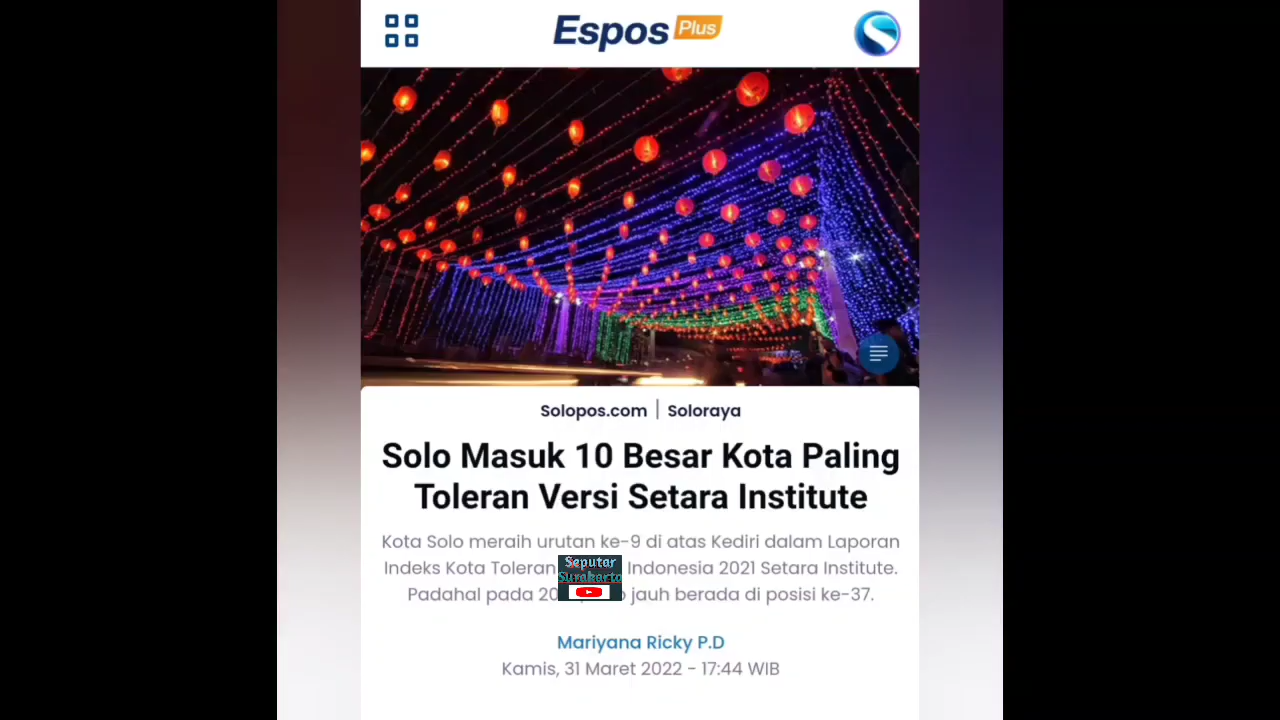 Espos Plus
Solopos.com | Soloraya
Solo Masuk 10 Besar Kota Paling
Toleran Versi Setara Institute
Kota Solo meraih urutan ke-9 di atas Kediri dalam Laporan
Indeks Kota Toleran Indonesia 2021 Setara Institute.
Padahal pada jauh berada di posisi ke-37.
Seputar
Surakarta
Mariyana Ricky P.D
Kamis, 31 Maret 2022 - 17:44 WIB